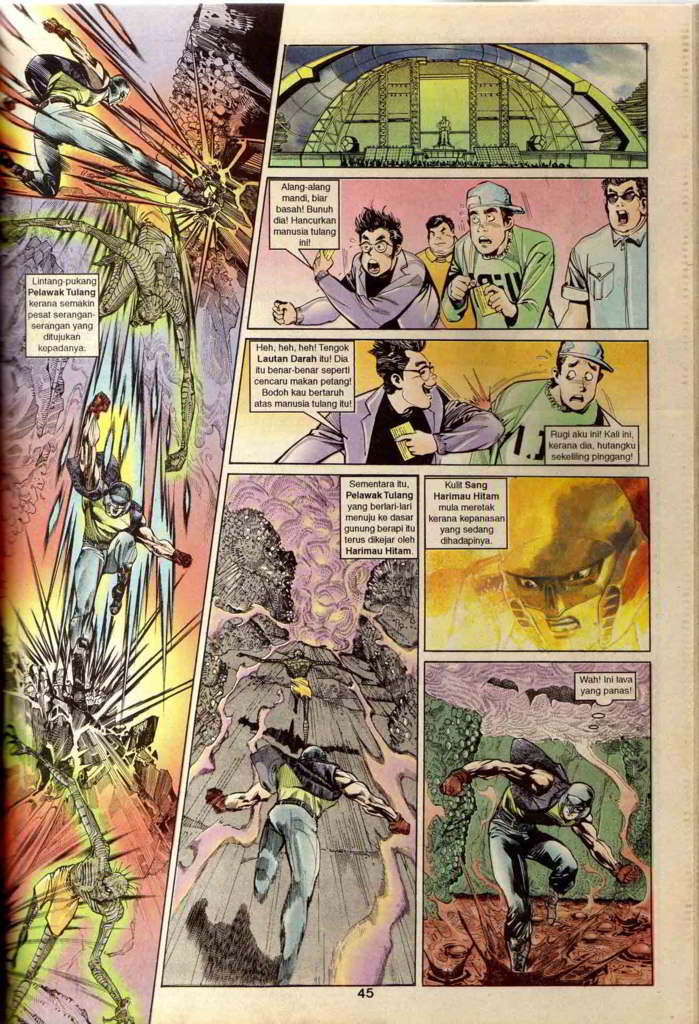 Lintang-pukang
Pelawak Tulang
kerana semakin
pesat serangan-
serangan yang
ditujukan
kepadanya.
Alang-alang
mandi, biar
basah! Bunuh
dia! Hancurkan
manusia tulang
ini!
Heh, heh, heh! Tengok
Lautan Darah itu! Dia
itu benar-benar seperti
cencaru makan petang!
Bodoh kau bertaruh
atas manusia tulang itu!
Rugi aku ini! Kali ini,
kerana dia, hutangku
sekeliling pinggang!
Sementara itu,
Pelawak Tulang
yang berlari-lari
menuju ke dasar
gunung berapi itu
terus dikejar oleh
Harimau Hitam.
Kulit Sang
Harimau Hitam
mula meretak
kerana kepanasan
yang sedang
dihadapinya.
Wah! Ini lava
yang panas!
45